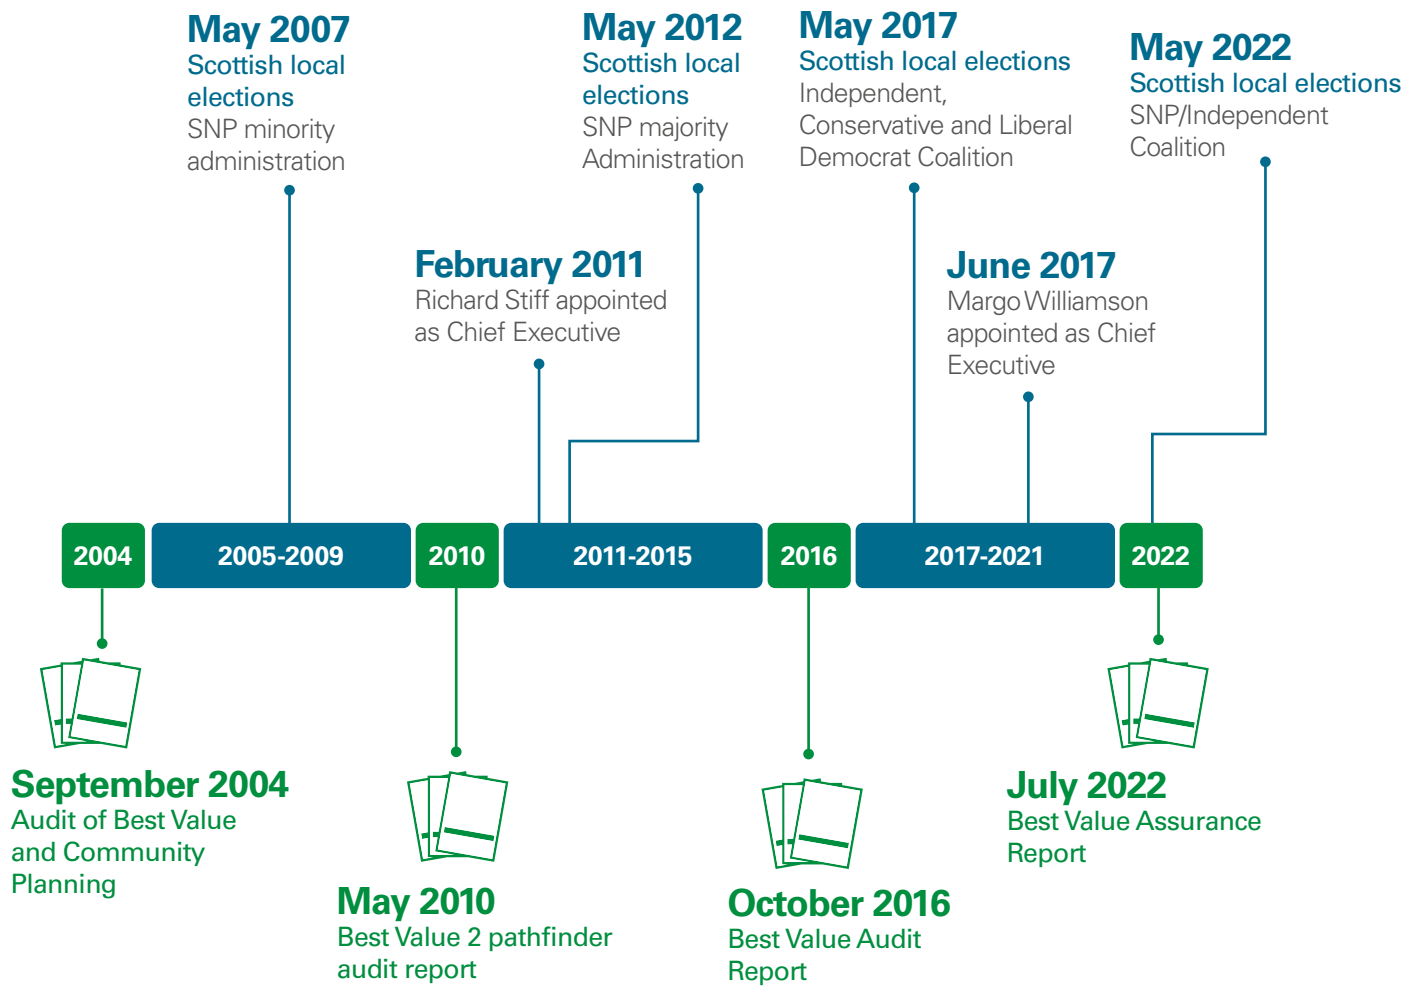 May 2007
Scottish local
elections
SNP minority
administration
May 2012
Scottish local
elections
SNP majority
Administration
May 2017
Scottish local elections
Independent,
Conservative and Liberal
Democrat Coalition
May 2022
Scottish local elections
SNP/Independent
Coalition
February 2011
Richard Stiff appointed
as Chief Executive
June 2017
Margo Williamson
appointed as Chief
Executive
2004
2005-2009
2010
2011-2015
2016
2017-2021
2022
September 2004
Audit of Best Value
and Community
Planning
May 2010
Best Value 2 pathfinder
audit report
October 2016
Best Value Audit
Report
July 2022
Best Value Assurance
Report